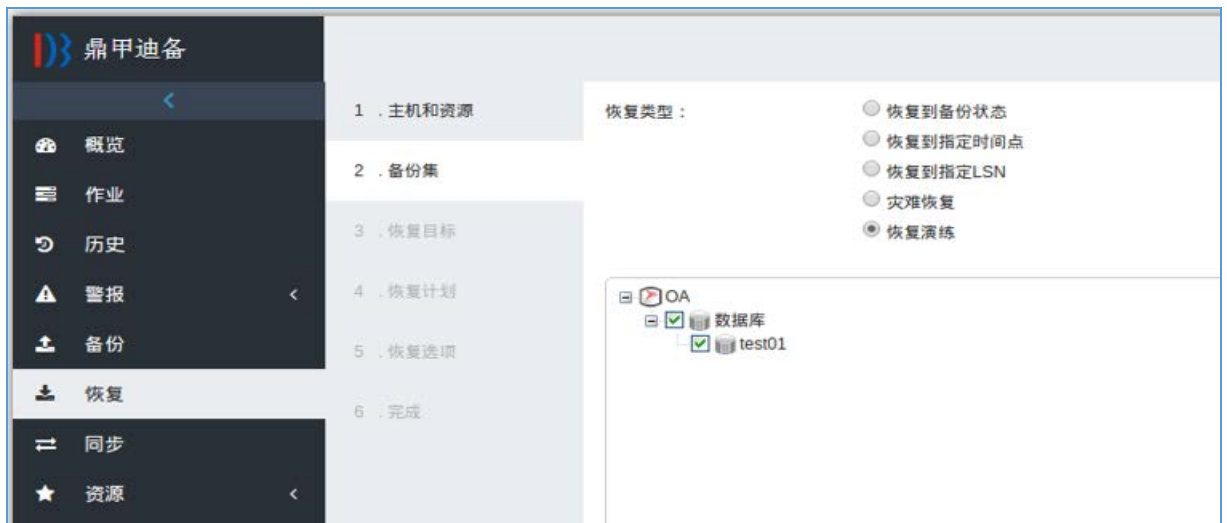 鼎甲迪备
概览
作业
历史
警报
备份
恢复
同步
资源
1 . 主机和资源
2 . 备份集
3 . 恢复目标
4 . 恢复计划
5 . 恢复选项
6 . 完成
恢复类型：
恢复到备份状态
恢复到指定时间点
恢复到指定LSN
灾难恢复
恢复演练
OA
数据库
test01